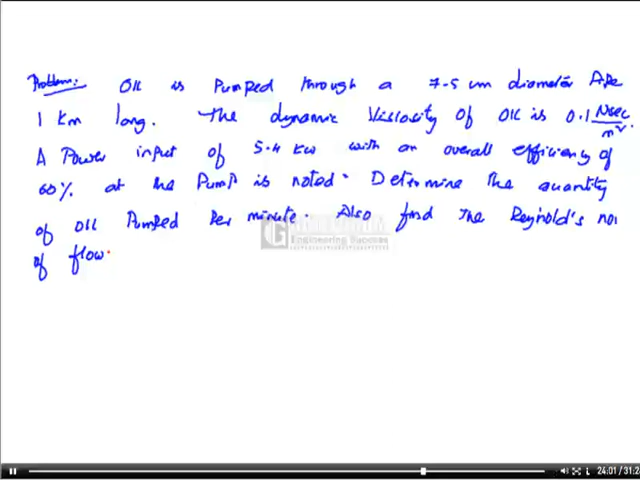 Problem: Oil is Pumped through a 7.5 cm diameter Pipe
1 Km long. The dynamic Viscosity of Oil is 0.1 Nsec/m².
A Power input of 5.4 kw with an overall efficiency of
60% at the Pump is noted. Determine the quantity
of Oil Pumped Per minute. Also find the Reynold's no.
of flow.
Engineering Success
24:01/31:2